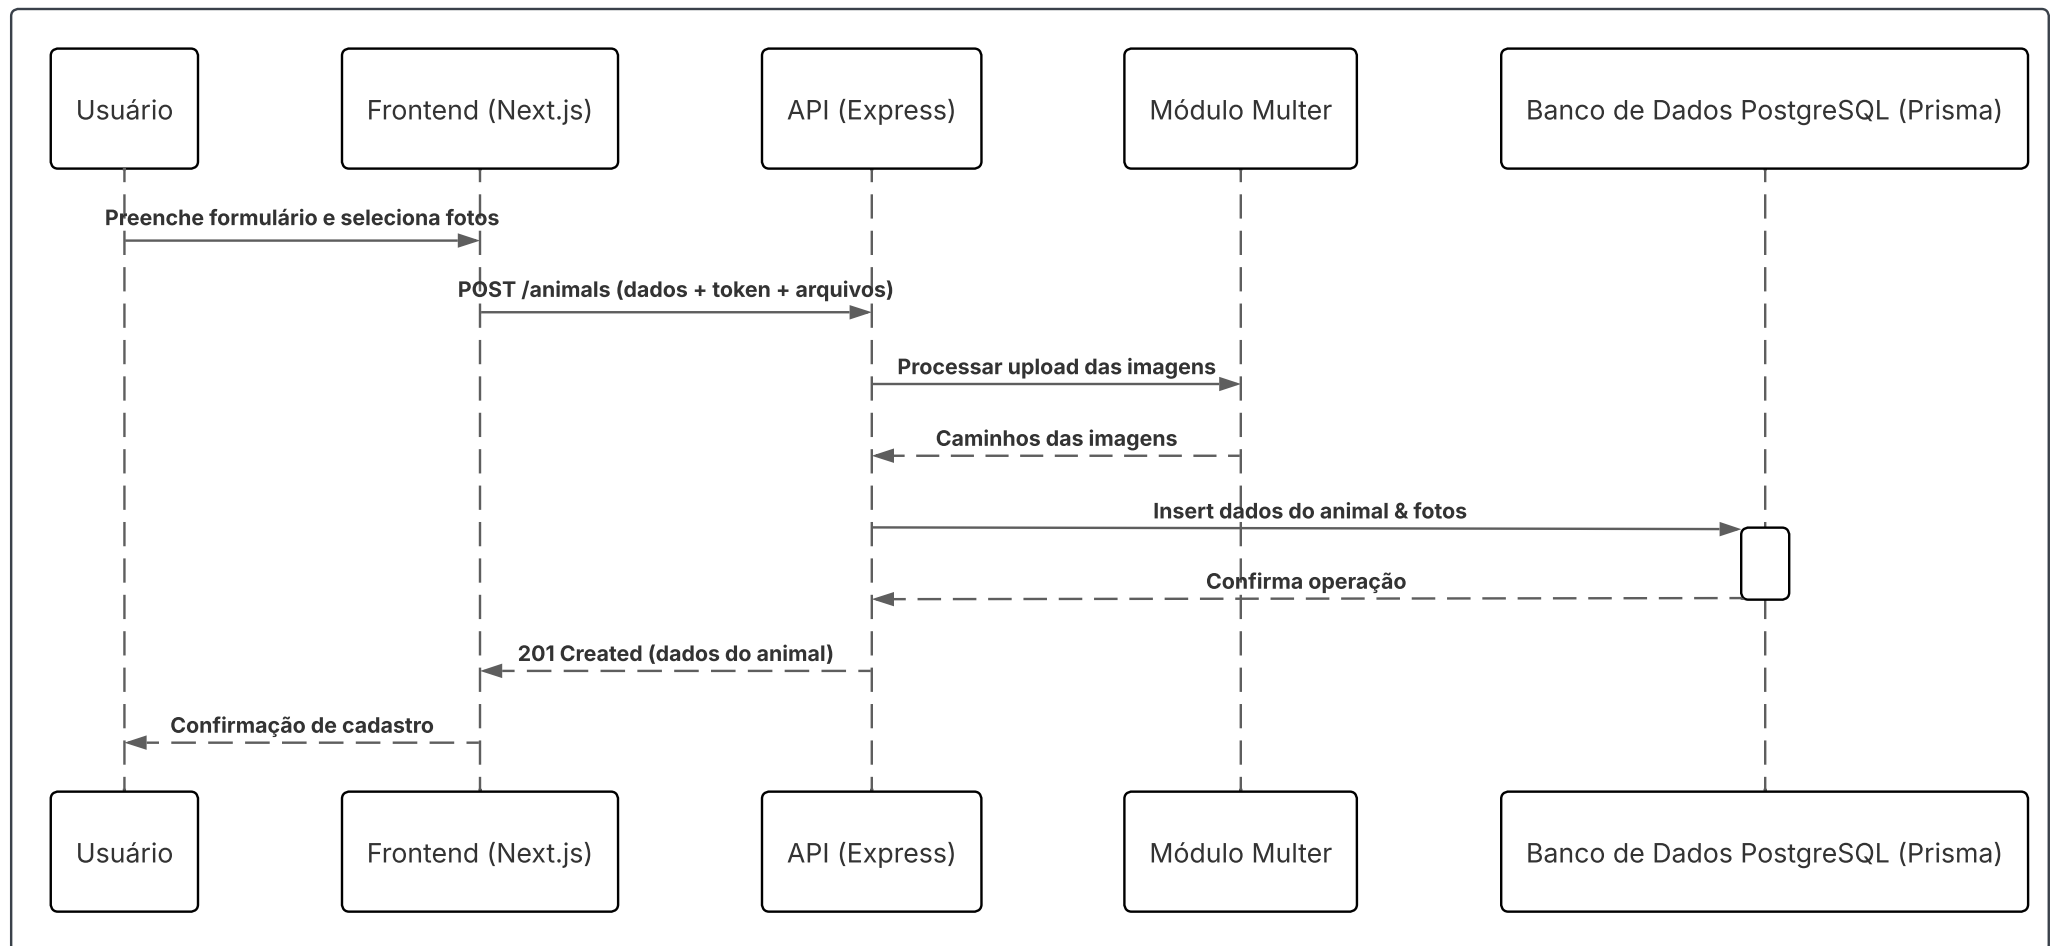 Usuário
Frontend (Next.js)
API (Express)
Módulo Multer
Banco de Dados PostgreSQL (Prisma)
Preenche formulário e seleciona fotos
POST /animals (dados + token + arquivos)
Processar upload das imagens
Caminhos das imagens
Insert dados do animal & fotos
Confirma operação
201 Created (dados do animal)
Confirmação de cadastro
Usuário
Frontend (Next.js)
API (Express)
Módulo Multer
Banco de Dados PostgreSQL (Prisma)